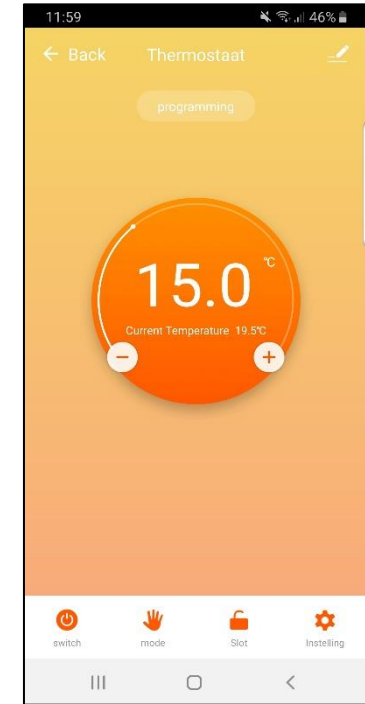 11:59 46%
Back Thermostaat
programming
15.0 °C
Current Temperature 19.5℃
switch mode Slot Instelling